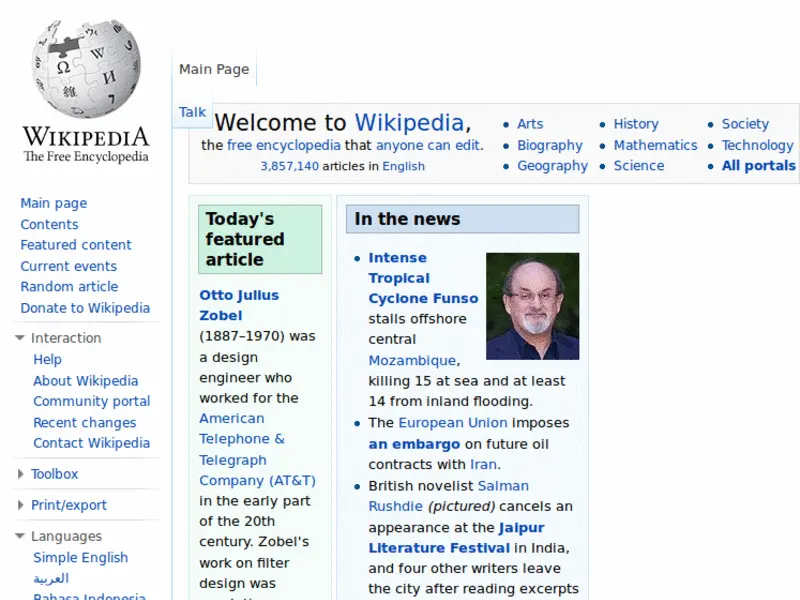 WIKIPEDIA
The Free Encyclopedia
Main page
Contents
Featured content
Current events
Random article
Donate to Wikipedia
Interaction
Help
About Wikipedia
Community portal
Recent changes
Contact Wikipedia
Toolbox
Print/export
Languages
Simple English
العربية
Bahasa Indonesia
Main Page
Talk
Welcome to Wikipedia,
the free encyclopedia that anyone can edit.
3,857,140 articles in English
Arts
Biography
Geography
History
Mathematics
Science
Society
Technology
All portals
Today's
featured
article
Otto Julius
Zobel
(1887–1970) was
a design
engineer who
worked for the
American
Telephone &
Telegraph
Company (AT&T)
in the early part
of the 20th
century. Zobel's
work on filter
design was
In the news
Intense
Tropical
Cyclone Funso
stalls offshore
central
Mozambique,
killing 15 at sea and at least
14 from inland flooding.
The European Union imposes
an embargo on future oil
contracts with Iran.
British novelist Salman
Rushdie (pictured) cancels an
appearance at the Jaipur
Literature Festival in India,
and four other writers leave
the city after reading excerpts